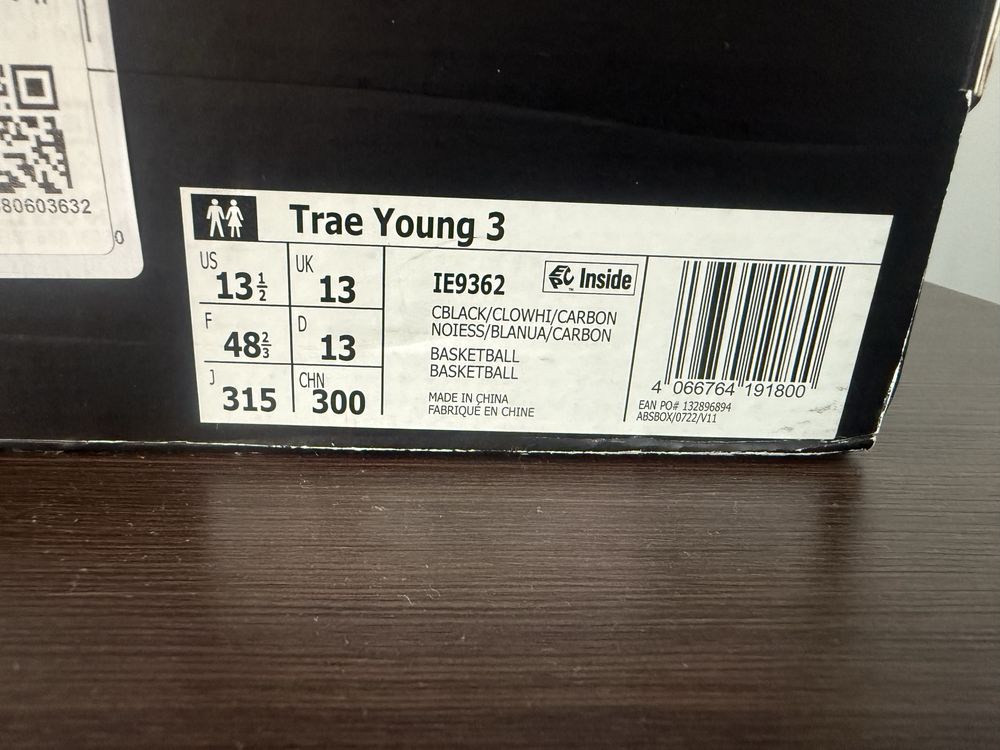 80603632
0
Trae Young 3
US 13½ UK 13
F 48⅔ D 13
J 315 CHN 300
IE9362
Inside
™
CBLACK/CLOWHI/CARBON
NOIESS/BLANUA/CARBON
BASKETBALL
BASKETBALL
MADE IN CHINA
FABRIQUÉ EN CHINE
4 066764 191800
EAN PO# 132896894
ABSBOX/0722/V11